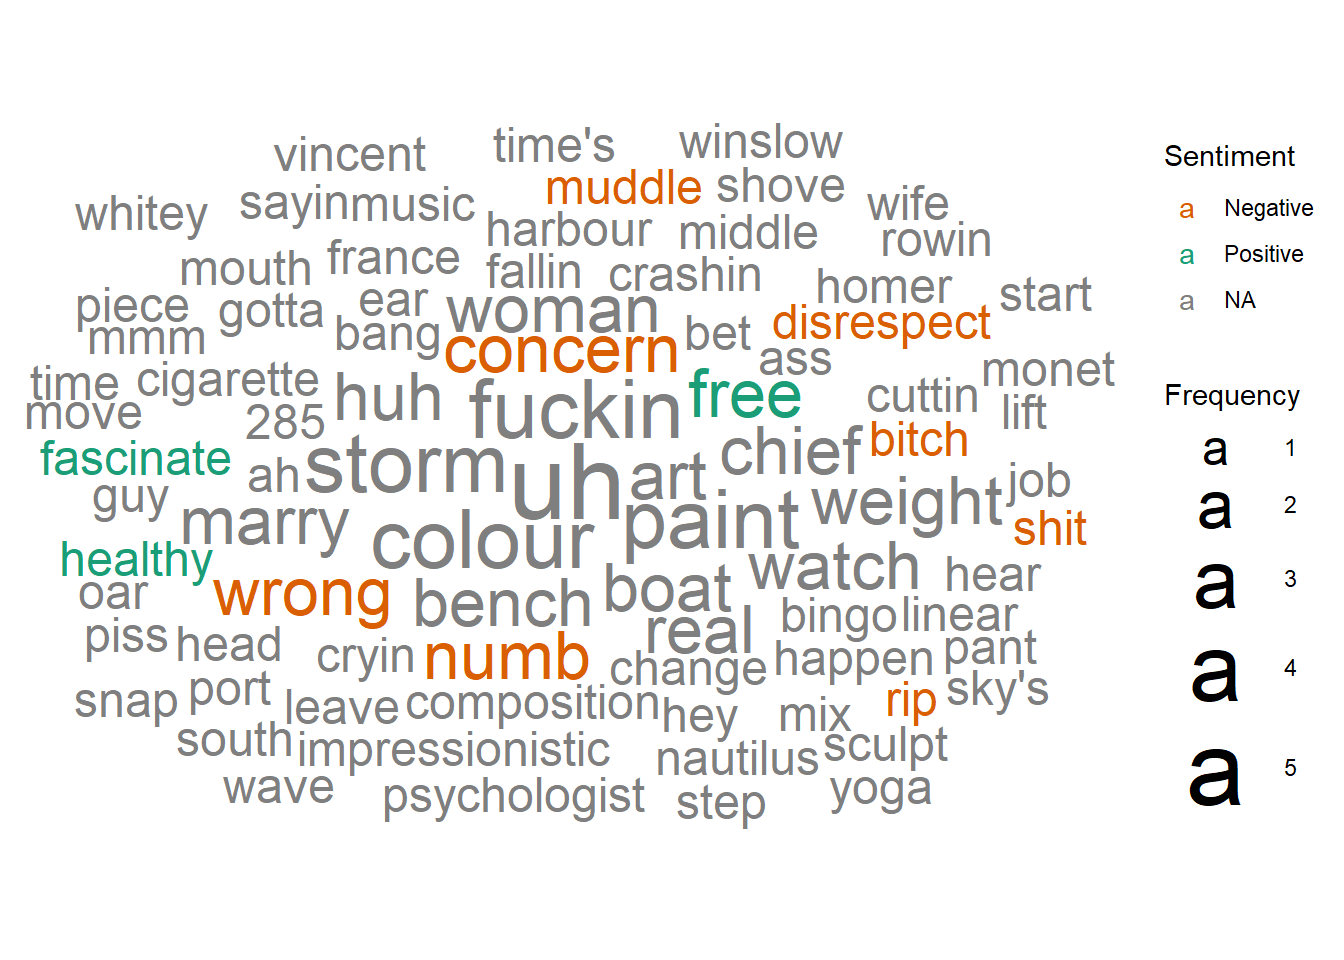 vincent
time's
winslow
muddle
shove
whitey
sayin
music
wife
harbour
middle
rowin
mouth
france
fallin
crashin
homer
start
piece
gotta
ear
woman
bet
disrespect
mmm
bang
concern
ass
time
cigarette
huh
fuckin
free
cuttin
monet
move
285
chief
bitch
lift
fascinate
ah
storm
uh
art
weight
job
guy
marry
colour
paint
shit
healthy
watch
hear
oar
wrong
bench
boat
bingo
linear
piss
head
cryin
numb
real
change
happen
pant
snap
port
leave
composition
hey
mix
rip
sky's
south
impressionistic
nautilus
sculpt
wave
psychologist
step
yoga
Sentiment
a Negative
a Positive
a NA
Frequency
a 1
a 2
a 3
a 4
a 5